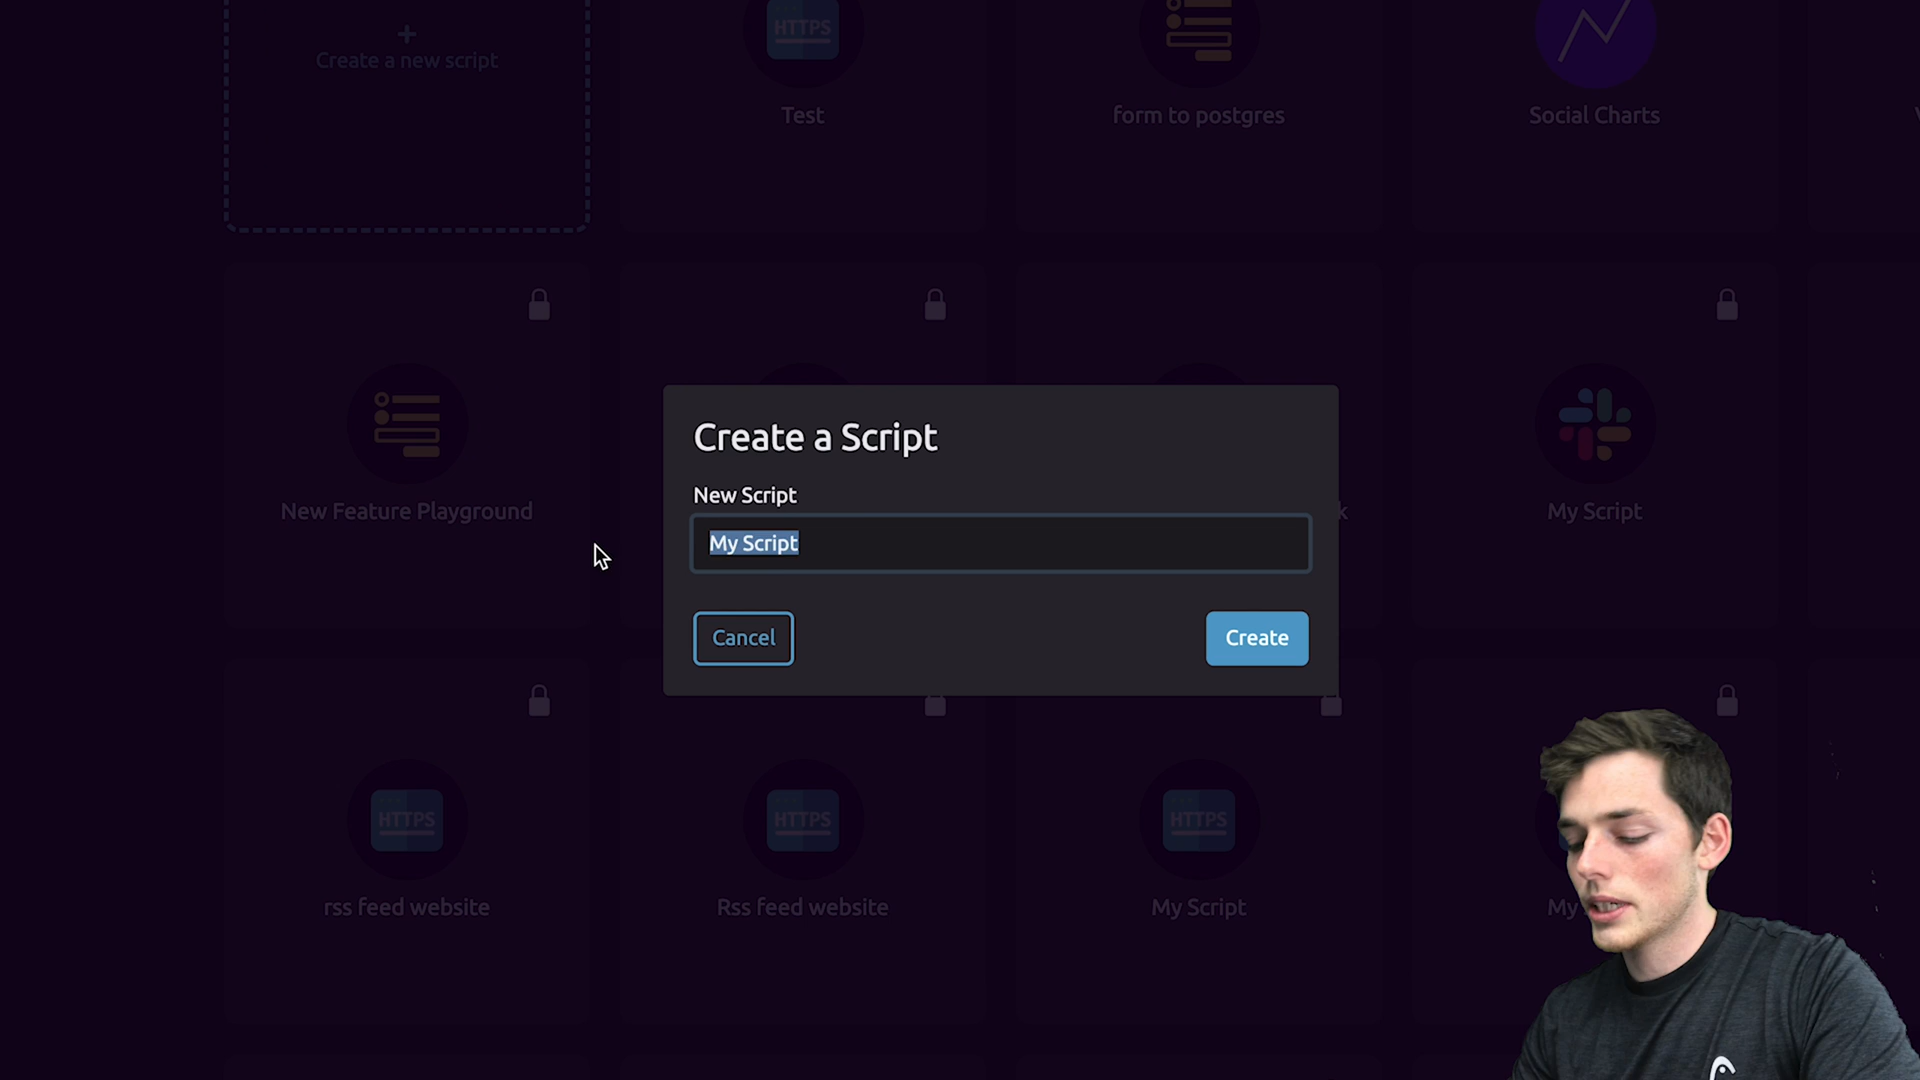 +
Create a new script
HTTPS
Test
form to postgres
Social Charts
New Feature Playground
k
My Script
Create a Script
New Script
My Script
Cancel
Create
HTTPS
rss feed website
HTTPS
Rss feed website
HTTPS
My Script
My